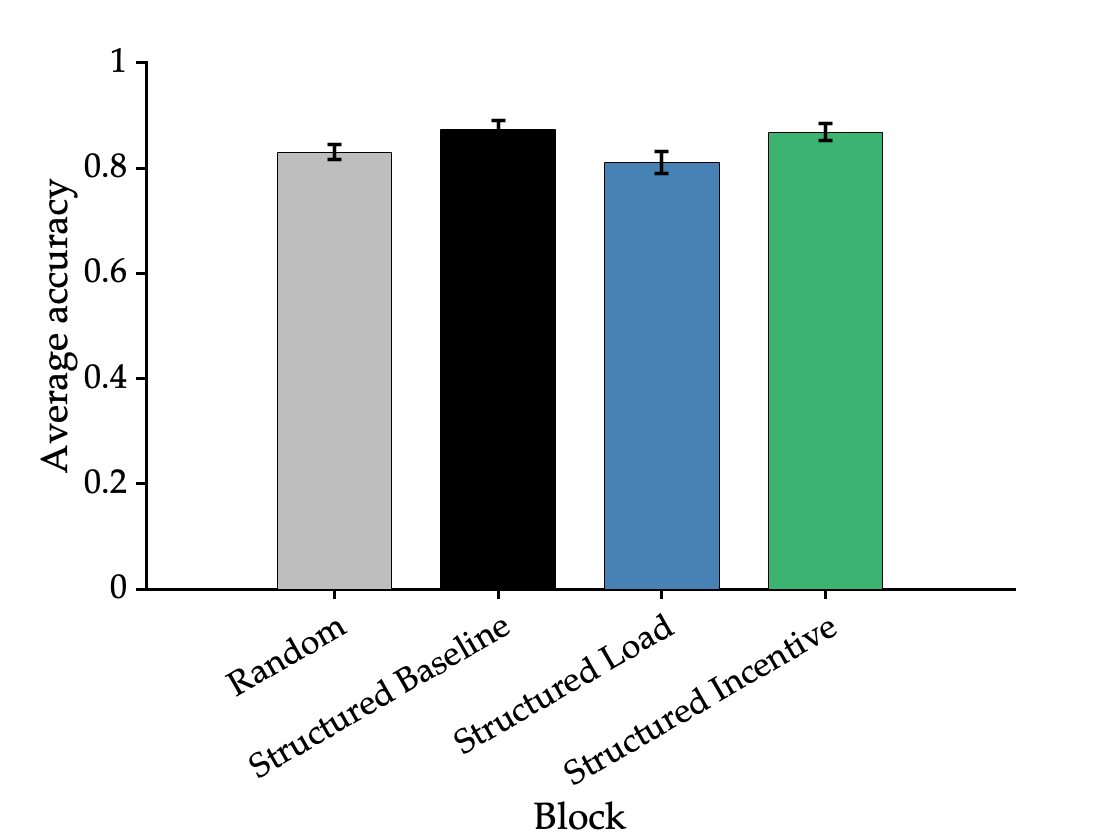 1
0.8
0.6
0.4
0.2
0
Average accuracy
Random
Structured Baseline
Structured Load
Structured Incentive
Block